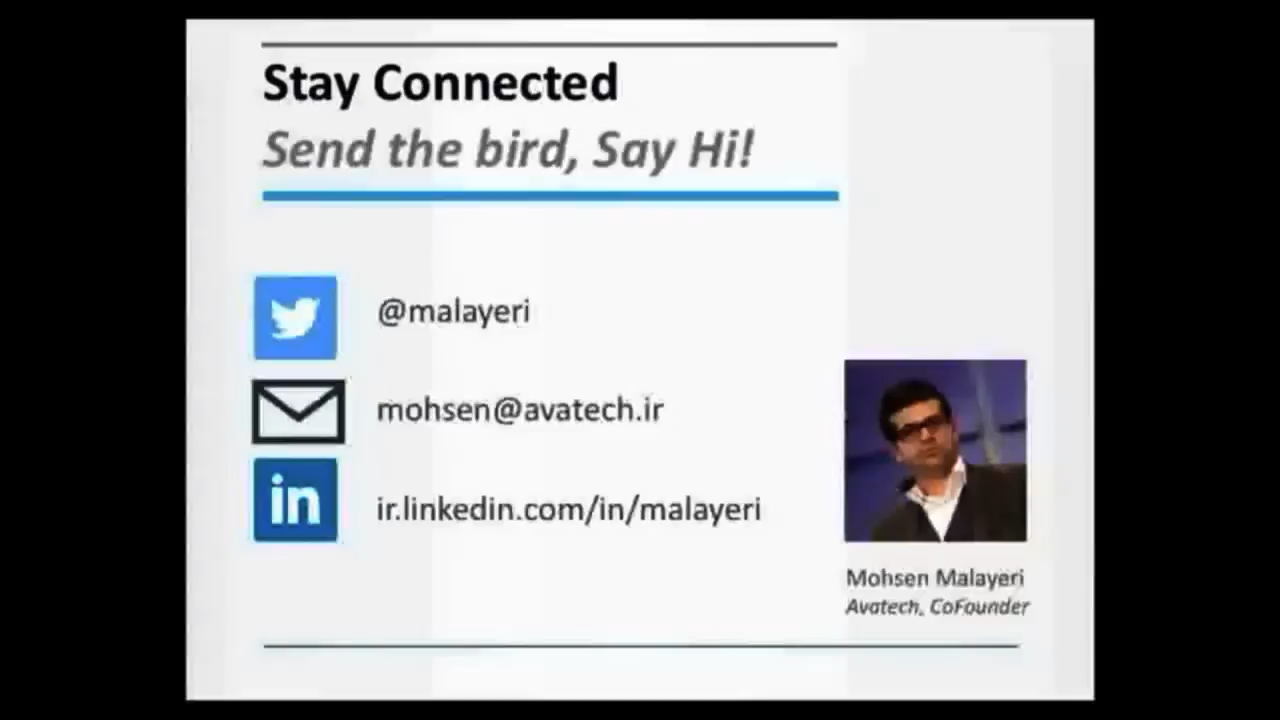 Stay Connected
Send the bird, Say Hi!
@malayeri
mohsen@avatech.ir
in
ir.linkedin.com/in/malayeri
Mohsen Malayeri
Avatech, CoFounder